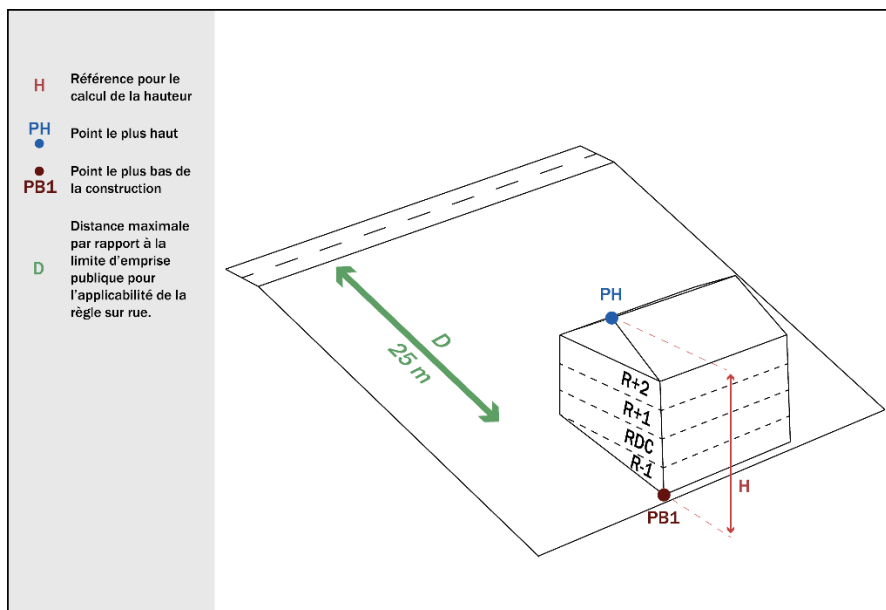 H
Référence pour le
calcul de la hauteur
PH
Point le plus haut
PB1
Point le plus bas de
la construction
D
Distance maximale
par rapport à la
limite d'emprise
publique pour
l'applicabilité de la
règle sur rue.
D
25 m
PH
R+2
R+1
RDC
R-1
H
PB1